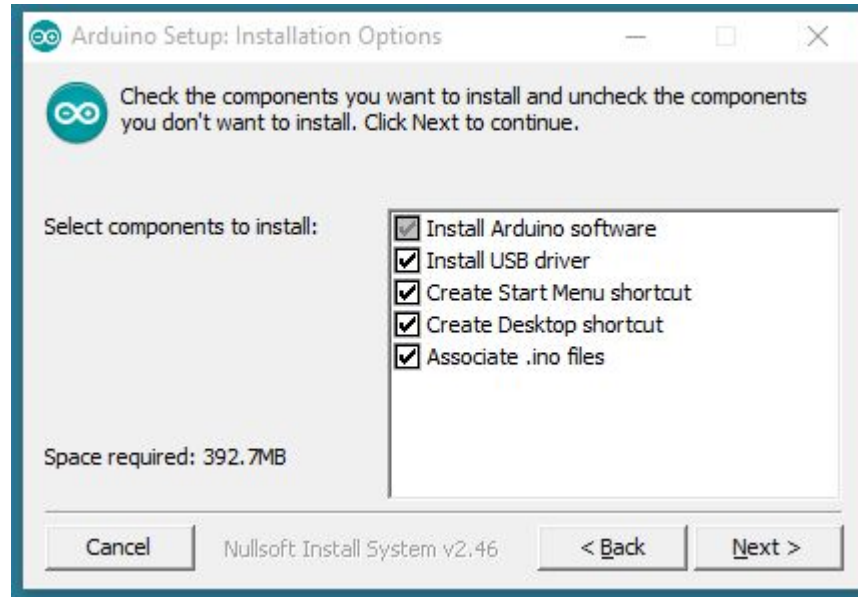 Arduino Setup: Installation Options
Check the components you want to install and uncheck the components
you don't want to install. Click Next to continue.
Select components to install:
Install Arduino software
Install USB driver
Create Start Menu shortcut
Create Desktop shortcut
Associate .ino files
Space required: 392.7MB
Cancel
Nullsoft Install System v2.46
< Back
Next >